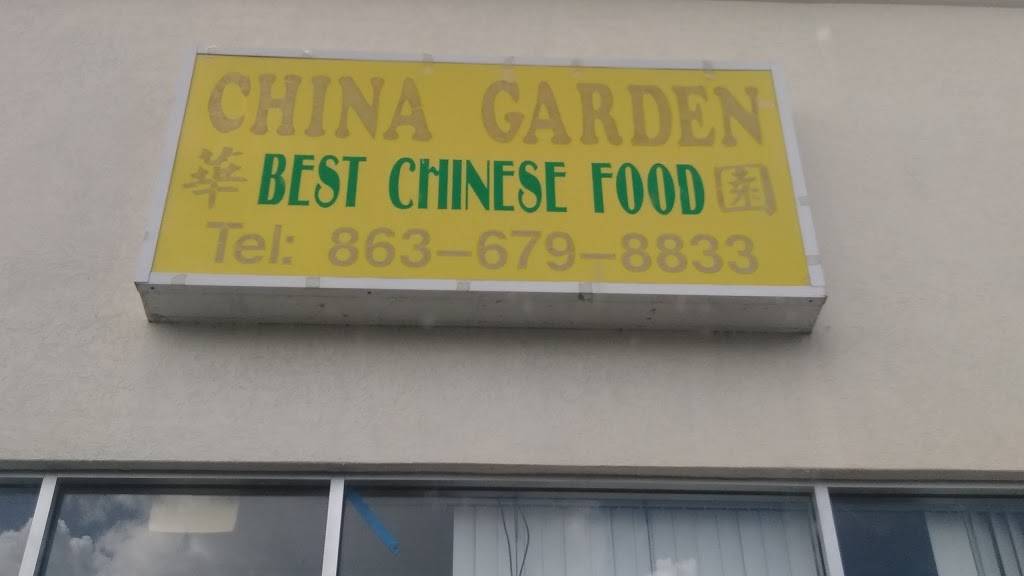 CHINA GARDEN
華 BEST CHINESE FOOD 園
Tel: 863-679-8833